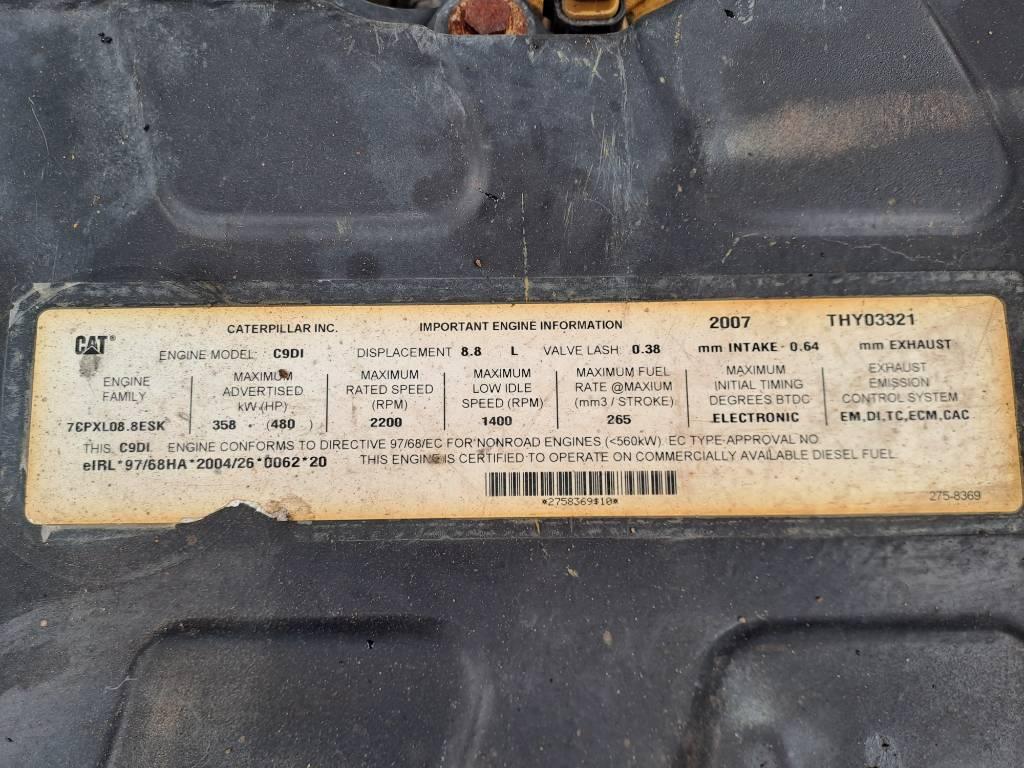 CATERPILLAR INC. IMPORTANT ENGINE INFORMATION 2007 THY03321
CAT® ENGINE MODEL: C9DI DISPLACEMENT 8.8 L VALVE LASH: 0.38 mm INTAKE - 0.64 mm EXHAUST
ENGINE FAMILY
7CPXL08.8ESK
MAXIMUM ADVERTISED kW (HP)
358 (480)
MAXIMUM RATED SPEED (RPM)
2200
MAXIMUM LOW IDLE SPEED (RPM)
1400
MAXIMUM FUEL RATE @MAXIUM (mm3 / STROKE)
265
MAXIMUM INITIAL TIMING DEGREES BTDC
ELECTRONIC
EXHAUST EMISSION CONTROL SYSTEM
EM,DI,TC,ECM,CAC
THIS C9DI ENGINE CONFORMS TO DIRECTIVE 97/68/EC FOR NONROAD ENGINES (<560kW). EC TYPE-APPROVAL NO.
eIRL*97/68HA*2004/26*0062*20 THIS ENGINE IS CERTIFIED TO OPERATE ON COMMERCIALLY AVAILABLE DIESEL FUEL.
*2758369$10*
275-8369